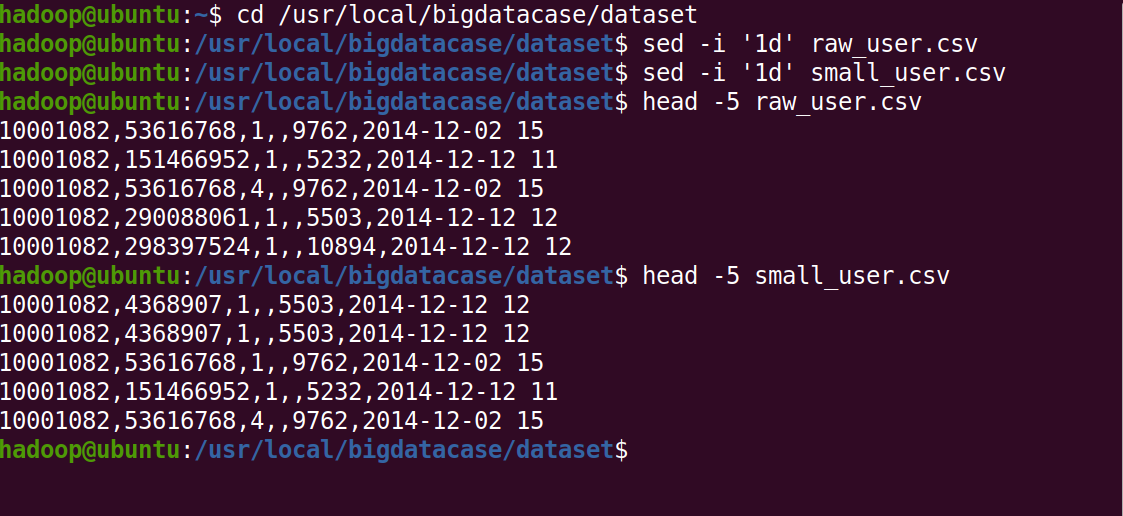 hadoop@ubuntu:~$ cd /usr/local/bigdatacase/dataset
hadoop@ubuntu:/usr/local/bigdatacase/dataset$ sed -i '1d' raw_user.csv
hadoop@ubuntu:/usr/local/bigdatacase/dataset$ sed -i '1d' small_user.csv
hadoop@ubuntu:/usr/local/bigdatacase/dataset$ head -5 raw_user.csv
10001082,53616768,1,,9762,2014-12-02 15
10001082,151466952,1,,5232,2014-12-12 11
10001082,53616768,4,,9762,2014-12-02 15
10001082,290088061,1,,5503,2014-12-12 12
10001082,298397524,1,,10894,2014-12-12 12
hadoop@ubuntu:/usr/local/bigdatacase/dataset$ head -5 small_user.csv
10001082,4368907,1,,5503,2014-12-12 12
10001082,4368907,1,,5503,2014-12-12 12
10001082,53616768,1,,9762,2014-12-02 15
10001082,151466952,1,,5232,2014-12-12 11
10001082,53616768,4,,9762,2014-12-02 15
hadoop@ubuntu:/usr/local/bigdatacase/dataset$